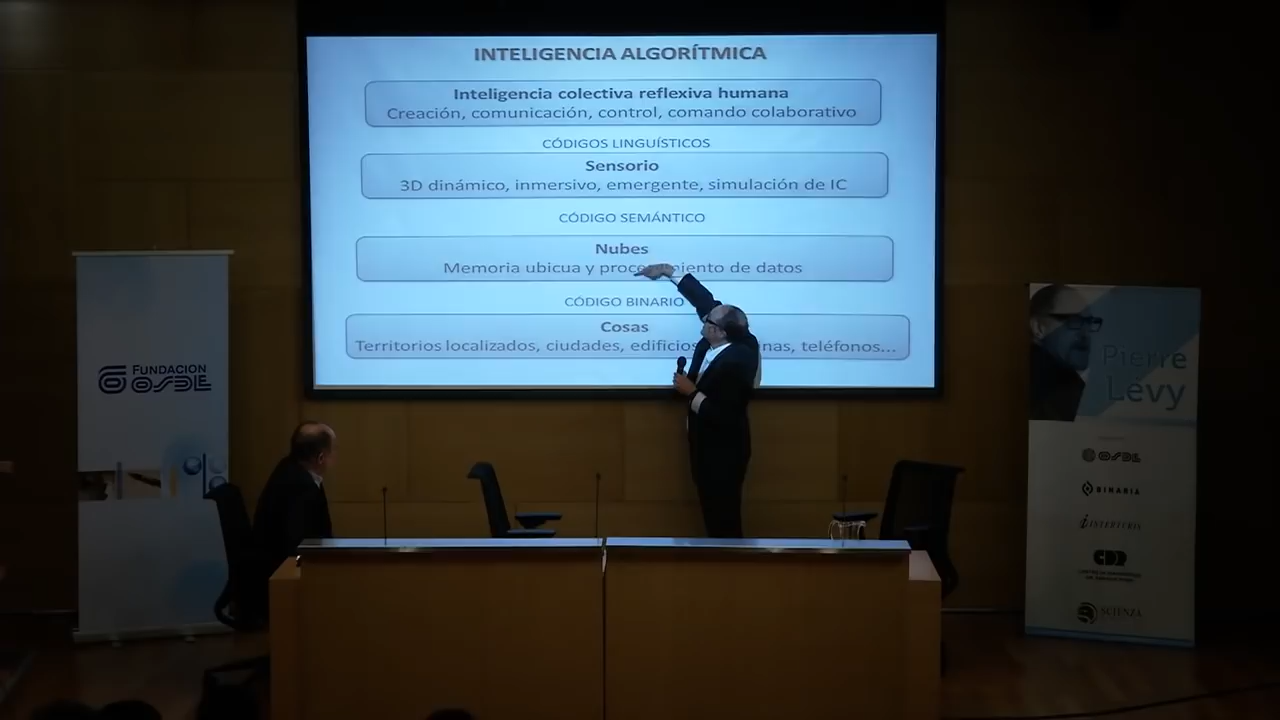 INTELIGENCIA ALGORÍTMICA
Inteligencia colectiva reflexiva humana
Creación, comunicación, control, comando colaborativo
CÓDIGOS LINGUÍSTICOS
Sensorio
3D dinámico, inmersivo, emergente, simulación de IC
CÓDIGO SEMÁNTICO
Nubes
Memoria ubicua y datos
CÓDIGO BINARIO
Cosas
Territorios localizados, ciudades, edificios teléfonos...
FUNDACION
OSDE
Pierre
Lévy
OSDE
BINARIA
SCIENZA